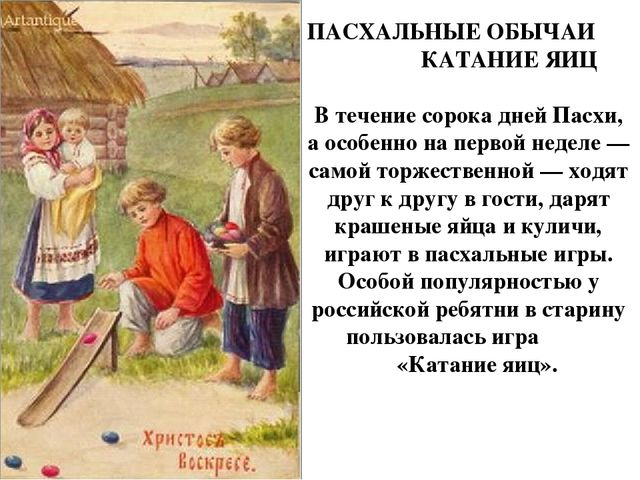 Artantique
ПАСХАЛЬНЫЕ ОБЫЧАИ
КАТАНИЕ ЯИЦ
В течение сорока дней Пасхи,
а особенно на первой неделе —
самой торжественной — ходят
друг к другу в гости, дарят
крашеные яйца и куличи,
играют в пасхальные игры.
Особой популярностью у
российской ребятни в старину
пользовалась игра
«Катание яиц».
Христосъ
Воскресе.